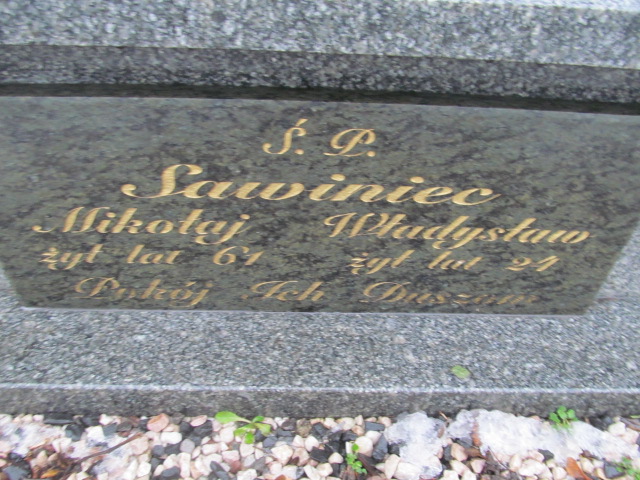 Ś. P.
Sawiniec
Mikołaj Władysław
żył lat 61 żył lat 24
Pokój Ich Duszom